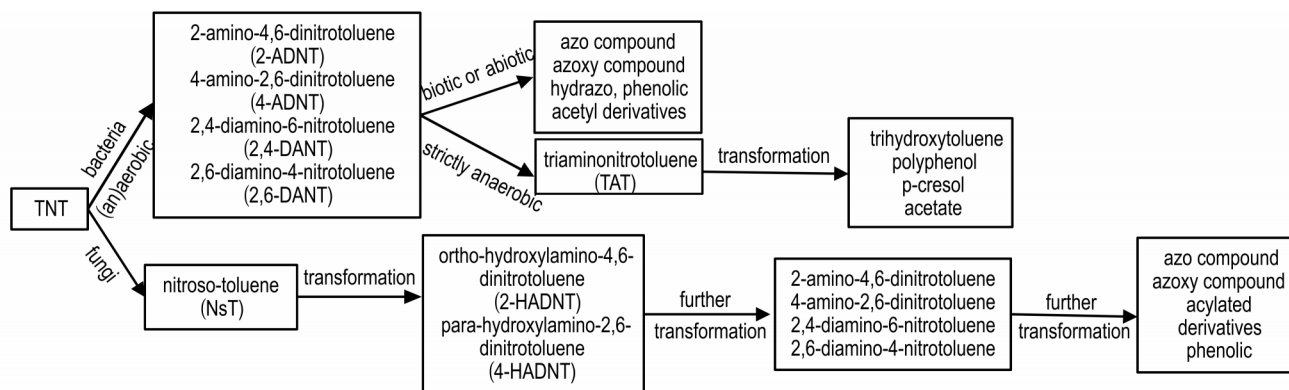 TNT
bacteria
(an)aerobic
fungi
2-amino-4,6-dinitrotoluene
(2-ADNT)
4-amino-2,6-dinitrotoluene
(4-ADNT)
2,4-diamino-6-nitrotoluene
(2,4-DANT)
2,6-diamino-4-nitrotoluene
(2,6-DANT)
biotic or abiotic
strictly anaerobic
azo compound
azoxy compound
hydrazo, phenolic
acetyl derivatives
triaminonitrotoluene
(TAT)
transformation
trihydroxytoluene
polyphenol
p-cresol
acetate
nitroso-toluene
(NsT)
transformation
ortho-hydroxylamino-4,6-
dinitrotoluene
(2-HADNT)
para-hydroxylamino-2,6-
dinitrotoluene
(4-HADNT)
further
transformation
2-amino-4,6-dinitrotoluene
4-amino-2,6-dinitrotoluene
2,4-diamino-6-nitrotoluene
2,6-diamino-4-nitrotoluene
further
transformation
azo compound
azoxy compound
acylated
derivatives
phenolic